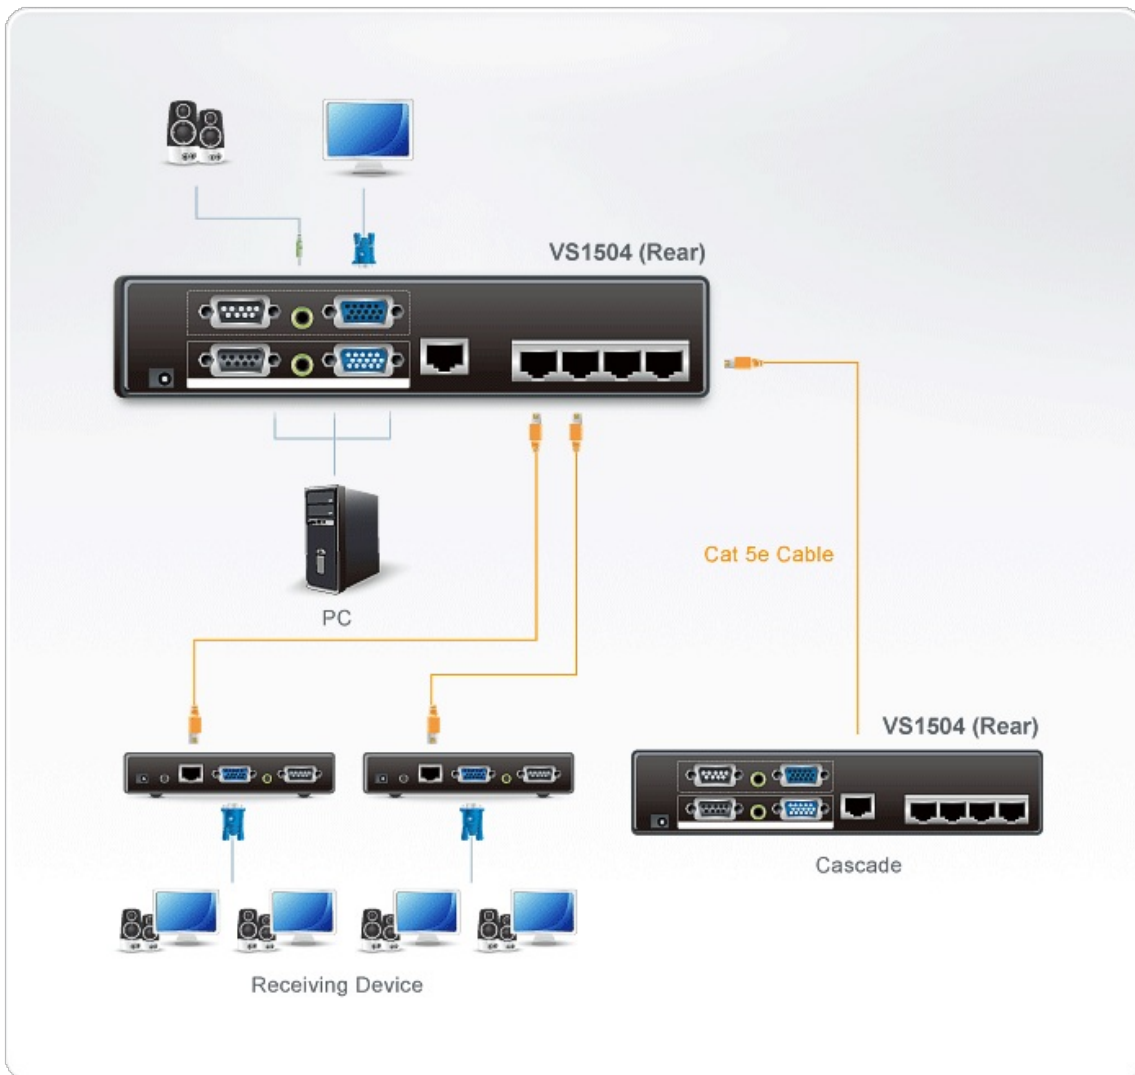 VS1504 (Rear)
Cat 5e Cable
PC
VS1504 (Rear)
Cascade
Receiving Device